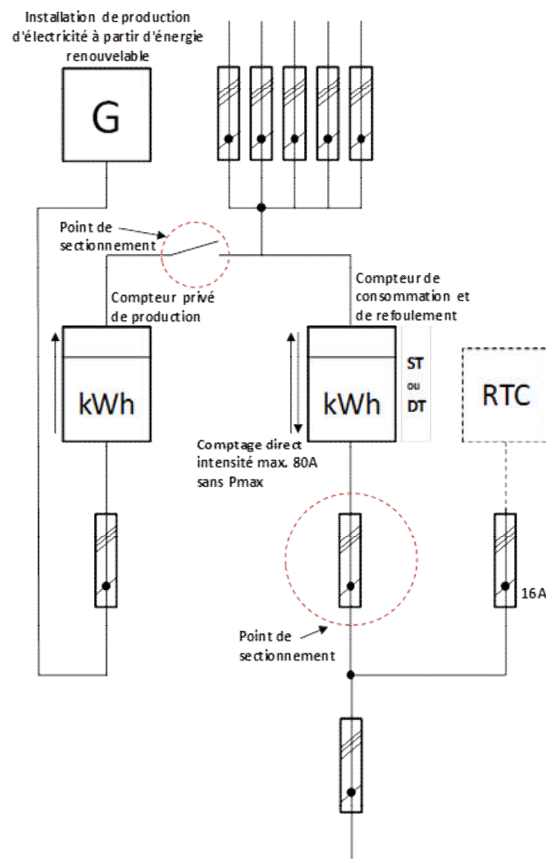 Installation de production
d'électricité à partir d'énergie
renouvelable
G
Point de
sectionnement
Compteur privé
de production
Compteur de
consommation et
de refoulement
kWh
kWh
ST
ou
DT
RTC
Comptage direct
intensité max. 80A
sans Pmax
16A
Point de
sectionnement